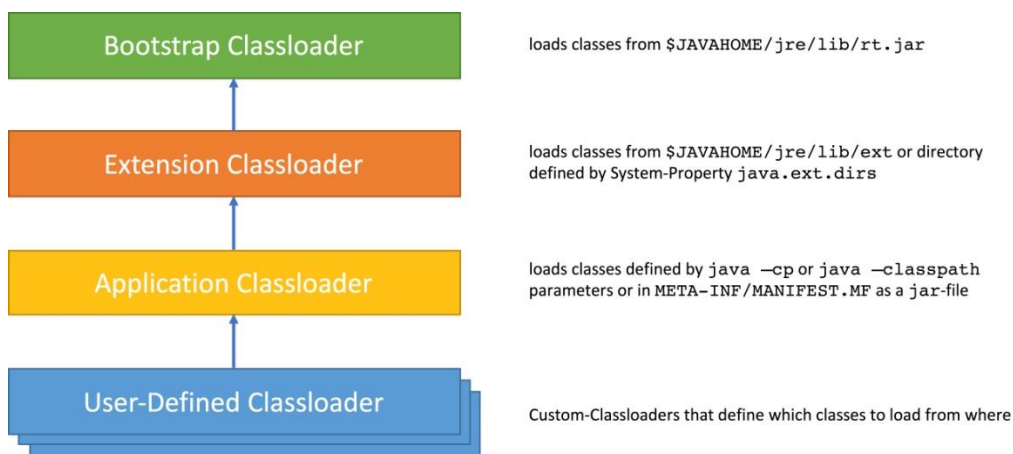 Bootstrap Classloader
loads classes from $JAVAHOME/jre/lib/rt.jar
Extension Classloader
loads classes from $JAVAHOME/jre/lib/ext or directory
defined by System-Property java.ext.dirs
Application Classloader
loads classes defined by java –cp or java –classpath
parameters or in META-INF/MANIFEST.MF as a jar-file
User-Defined Classloader
Custom-Classloaders that define which classes to load from where